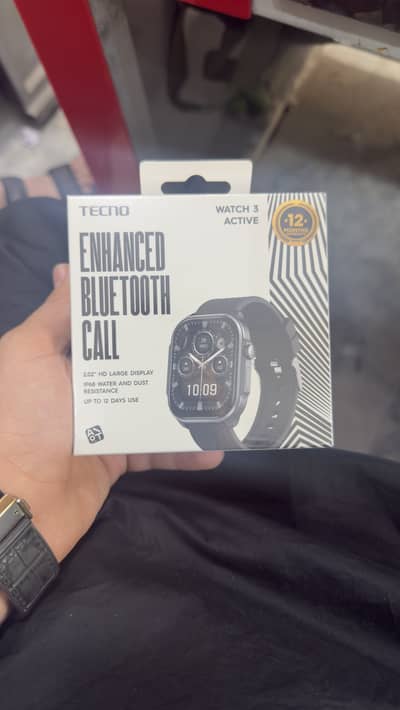 TECNO
WATCH 3
ACTIVE
12
MONTHS
ENHANCED
BLUETOOTH
CALL
2.02" HD LARGE DISPLAY
IP68 WATER AND DUST
RESISTANCE
UP TO 12 DAYS USE
10:09